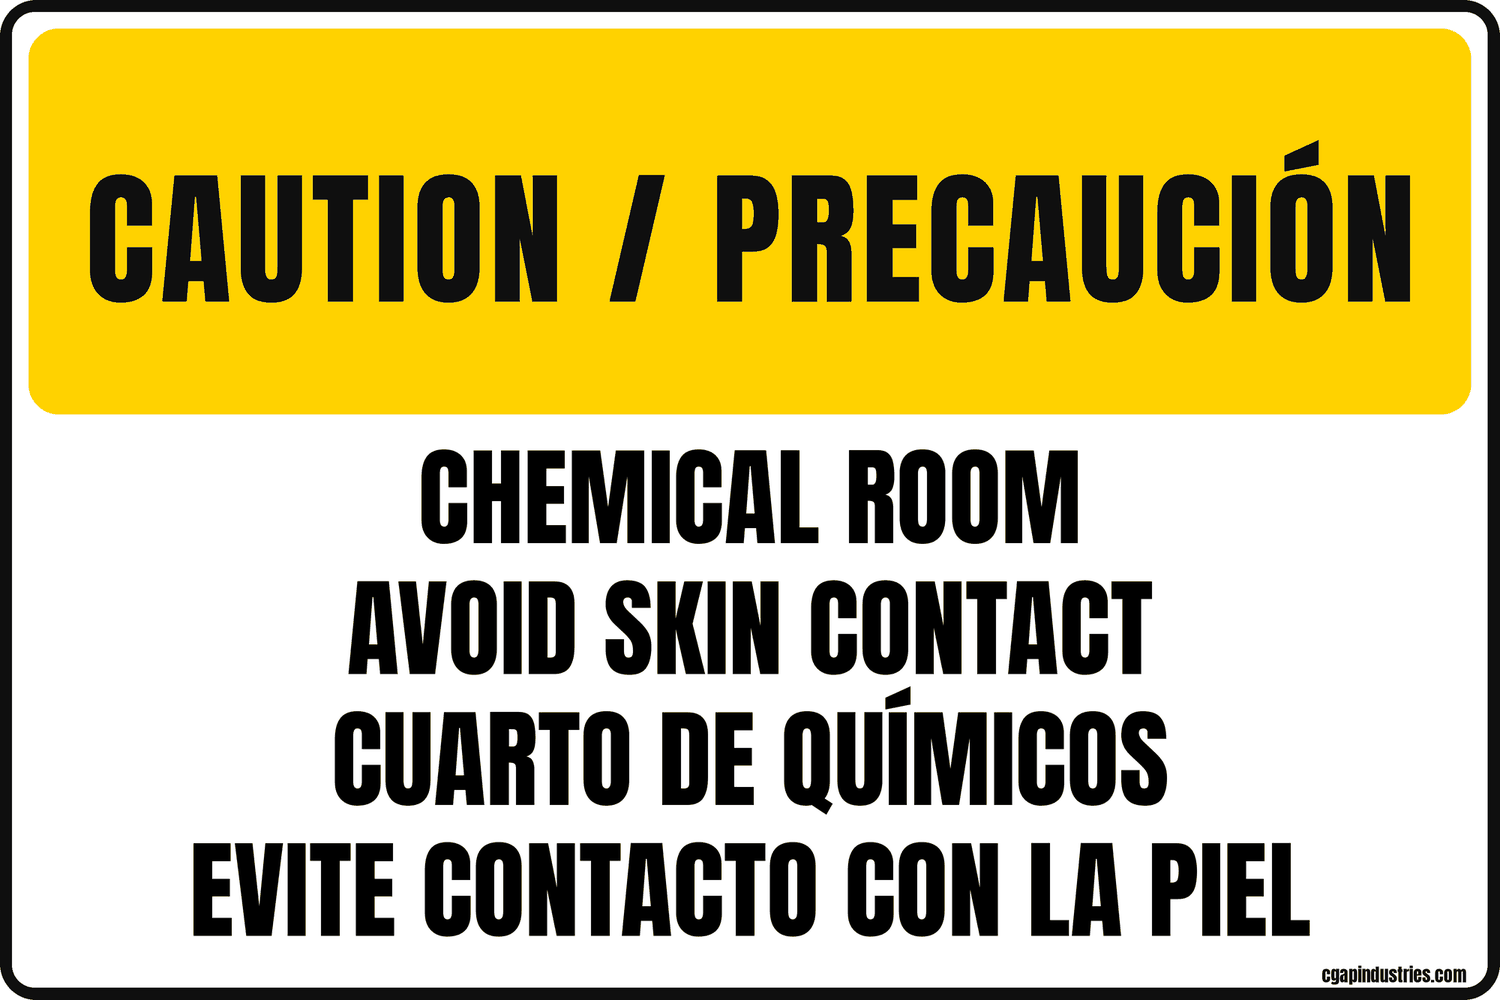 CAUTION / PRECAUCIÓN
CHEMICAL ROOM
AVOID SKIN CONTACT
CUARTO DE QUÍMICOS
EVITE CONTACTO CON LA PIEL
cgapindustries.com